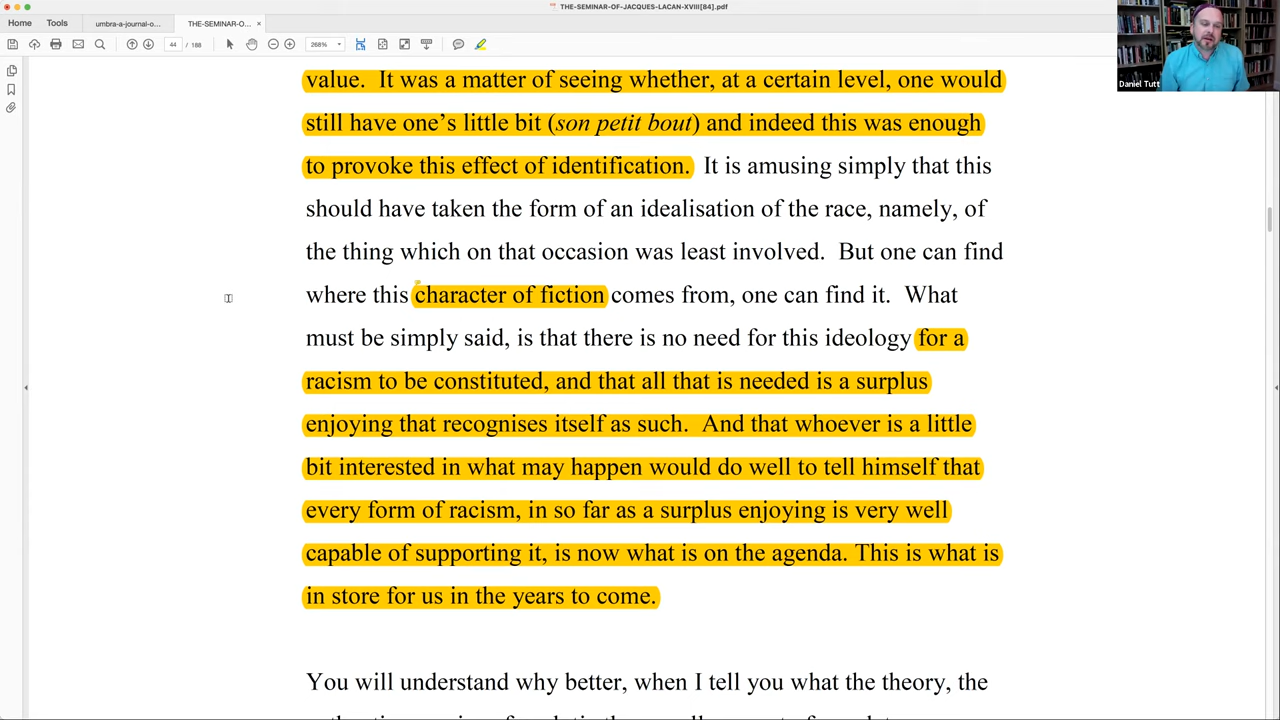 THE-SEMINAR-OF-JACQUES-LACAN-XVIII[84].pdf
Home Tools umbra-a-journal-o... THE-SEMINAR-O... ×
44 / 188 268%
Daniel Tutt
value. It was a matter of seeing whether, at a certain level, one would
still have one's little bit (son petit bout) and indeed this was enough
to provoke this effect of identification. It is amusing simply that this
should have taken the form of an idealisation of the race, namely, of
the thing which on that occasion was least involved. But one can find
where this character of fiction comes from, one can find it. What
must be simply said, is that there is no need for this ideology for a
racism to be constituted, and that all that is needed is a surplus
enjoying that recognises itself as such. And that whoever is a little
bit interested in what may happen would do well to tell himself that
every form of racism, in so far as a surplus enjoying is very well
capable of supporting it, is now what is on the agenda. This is what is
in store for us in the years to come.
You will understand why better, when I tell you what the theory, the